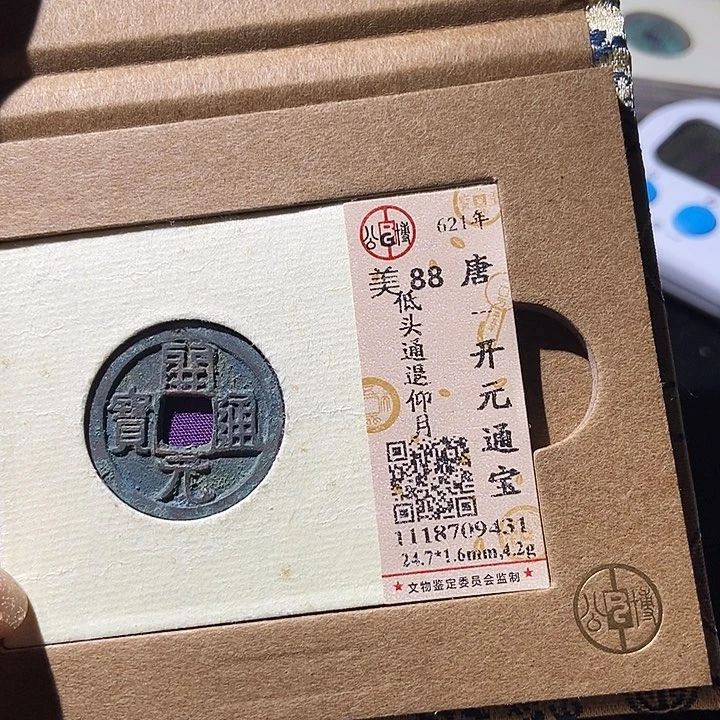 開元通寶
公博
621年
美88
唐---开元通宝
低头通退仰月
1118709431
24.7*1.6mm,4.2g
★文物鉴定委员会监制★
公博